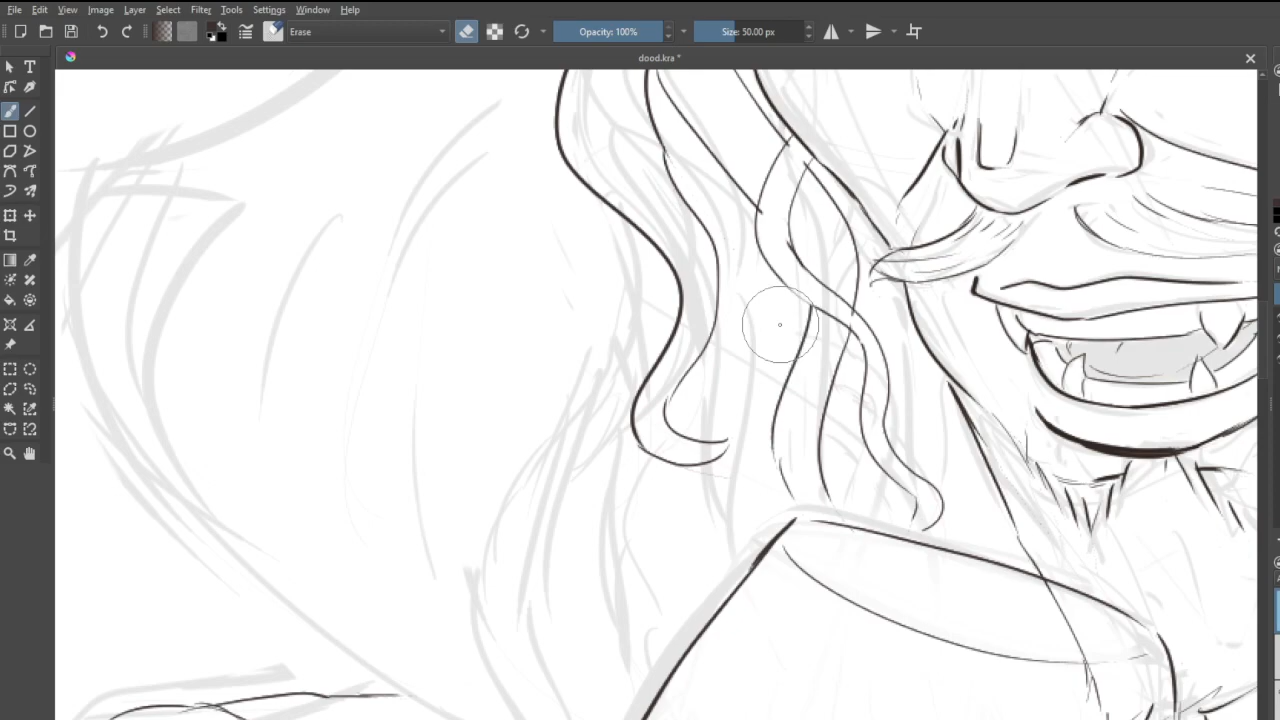 File Edit View Image Layer Select Filter Tools Settings Window Help
Erase Opacity: 100% Size: 50.00 px
dood.kra *